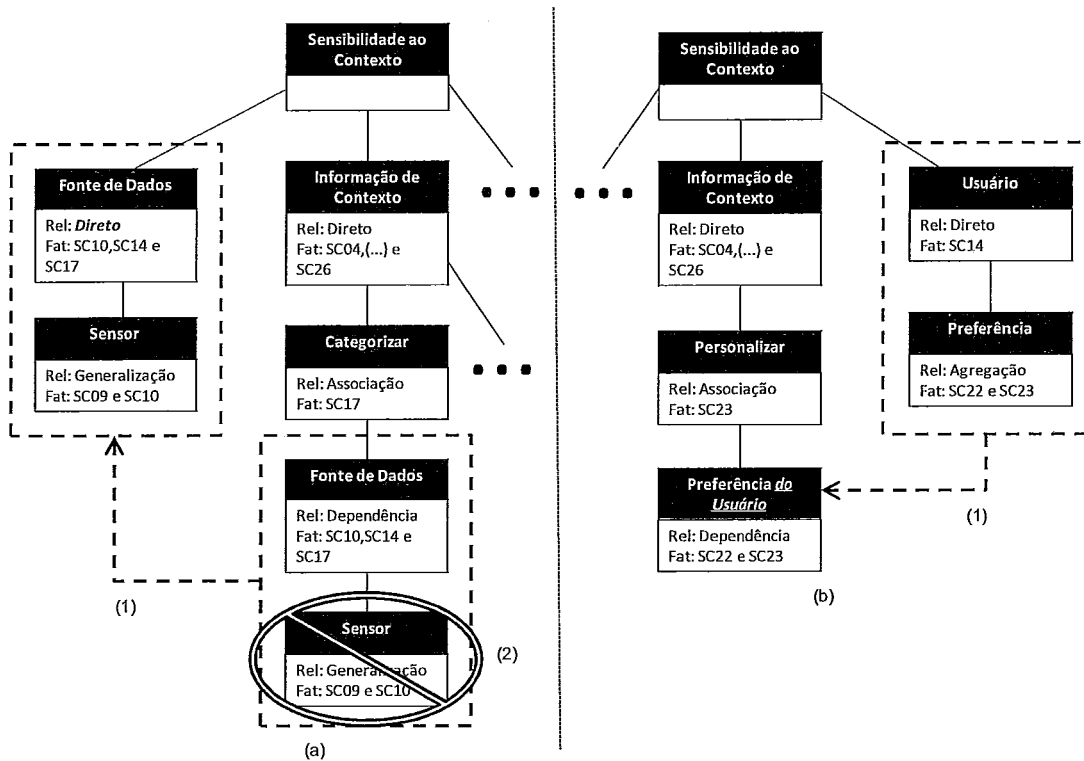 Sensibilidade ao
Contexto
Fonte de Dados
Rel: Direto
Fat: SC10,SC14 e
SC17
Sensor
Rel: Generalização
Fat: SC09 e SC10
Informação de
Contexto
Rel: Direto
Fat: SC04,(...) e
SC26
Categorizar
Rel: Associação
Fat: SC17
Fonte de Dados
Rel: Dependência
Fat: SC10,SC14 e
SC17
Sensor
Rel: Generalização
Fat: SC09 e SC10
(1)
(2)
(a)
Sensibilidade ao
Contexto
Informação de
Contexto
Rel: Direto
Fat: SC04,(...) e
SC26
Personalizar
Rel: Associação
Fat: SC23
Preferência do
Usuário
Rel: Dependência
Fat: SC22 e SC23
Usuário
Rel: Direto
Fat: SC14
Preferência
Rel: Agregação
Fat: SC22 e SC23
(1)
(b)